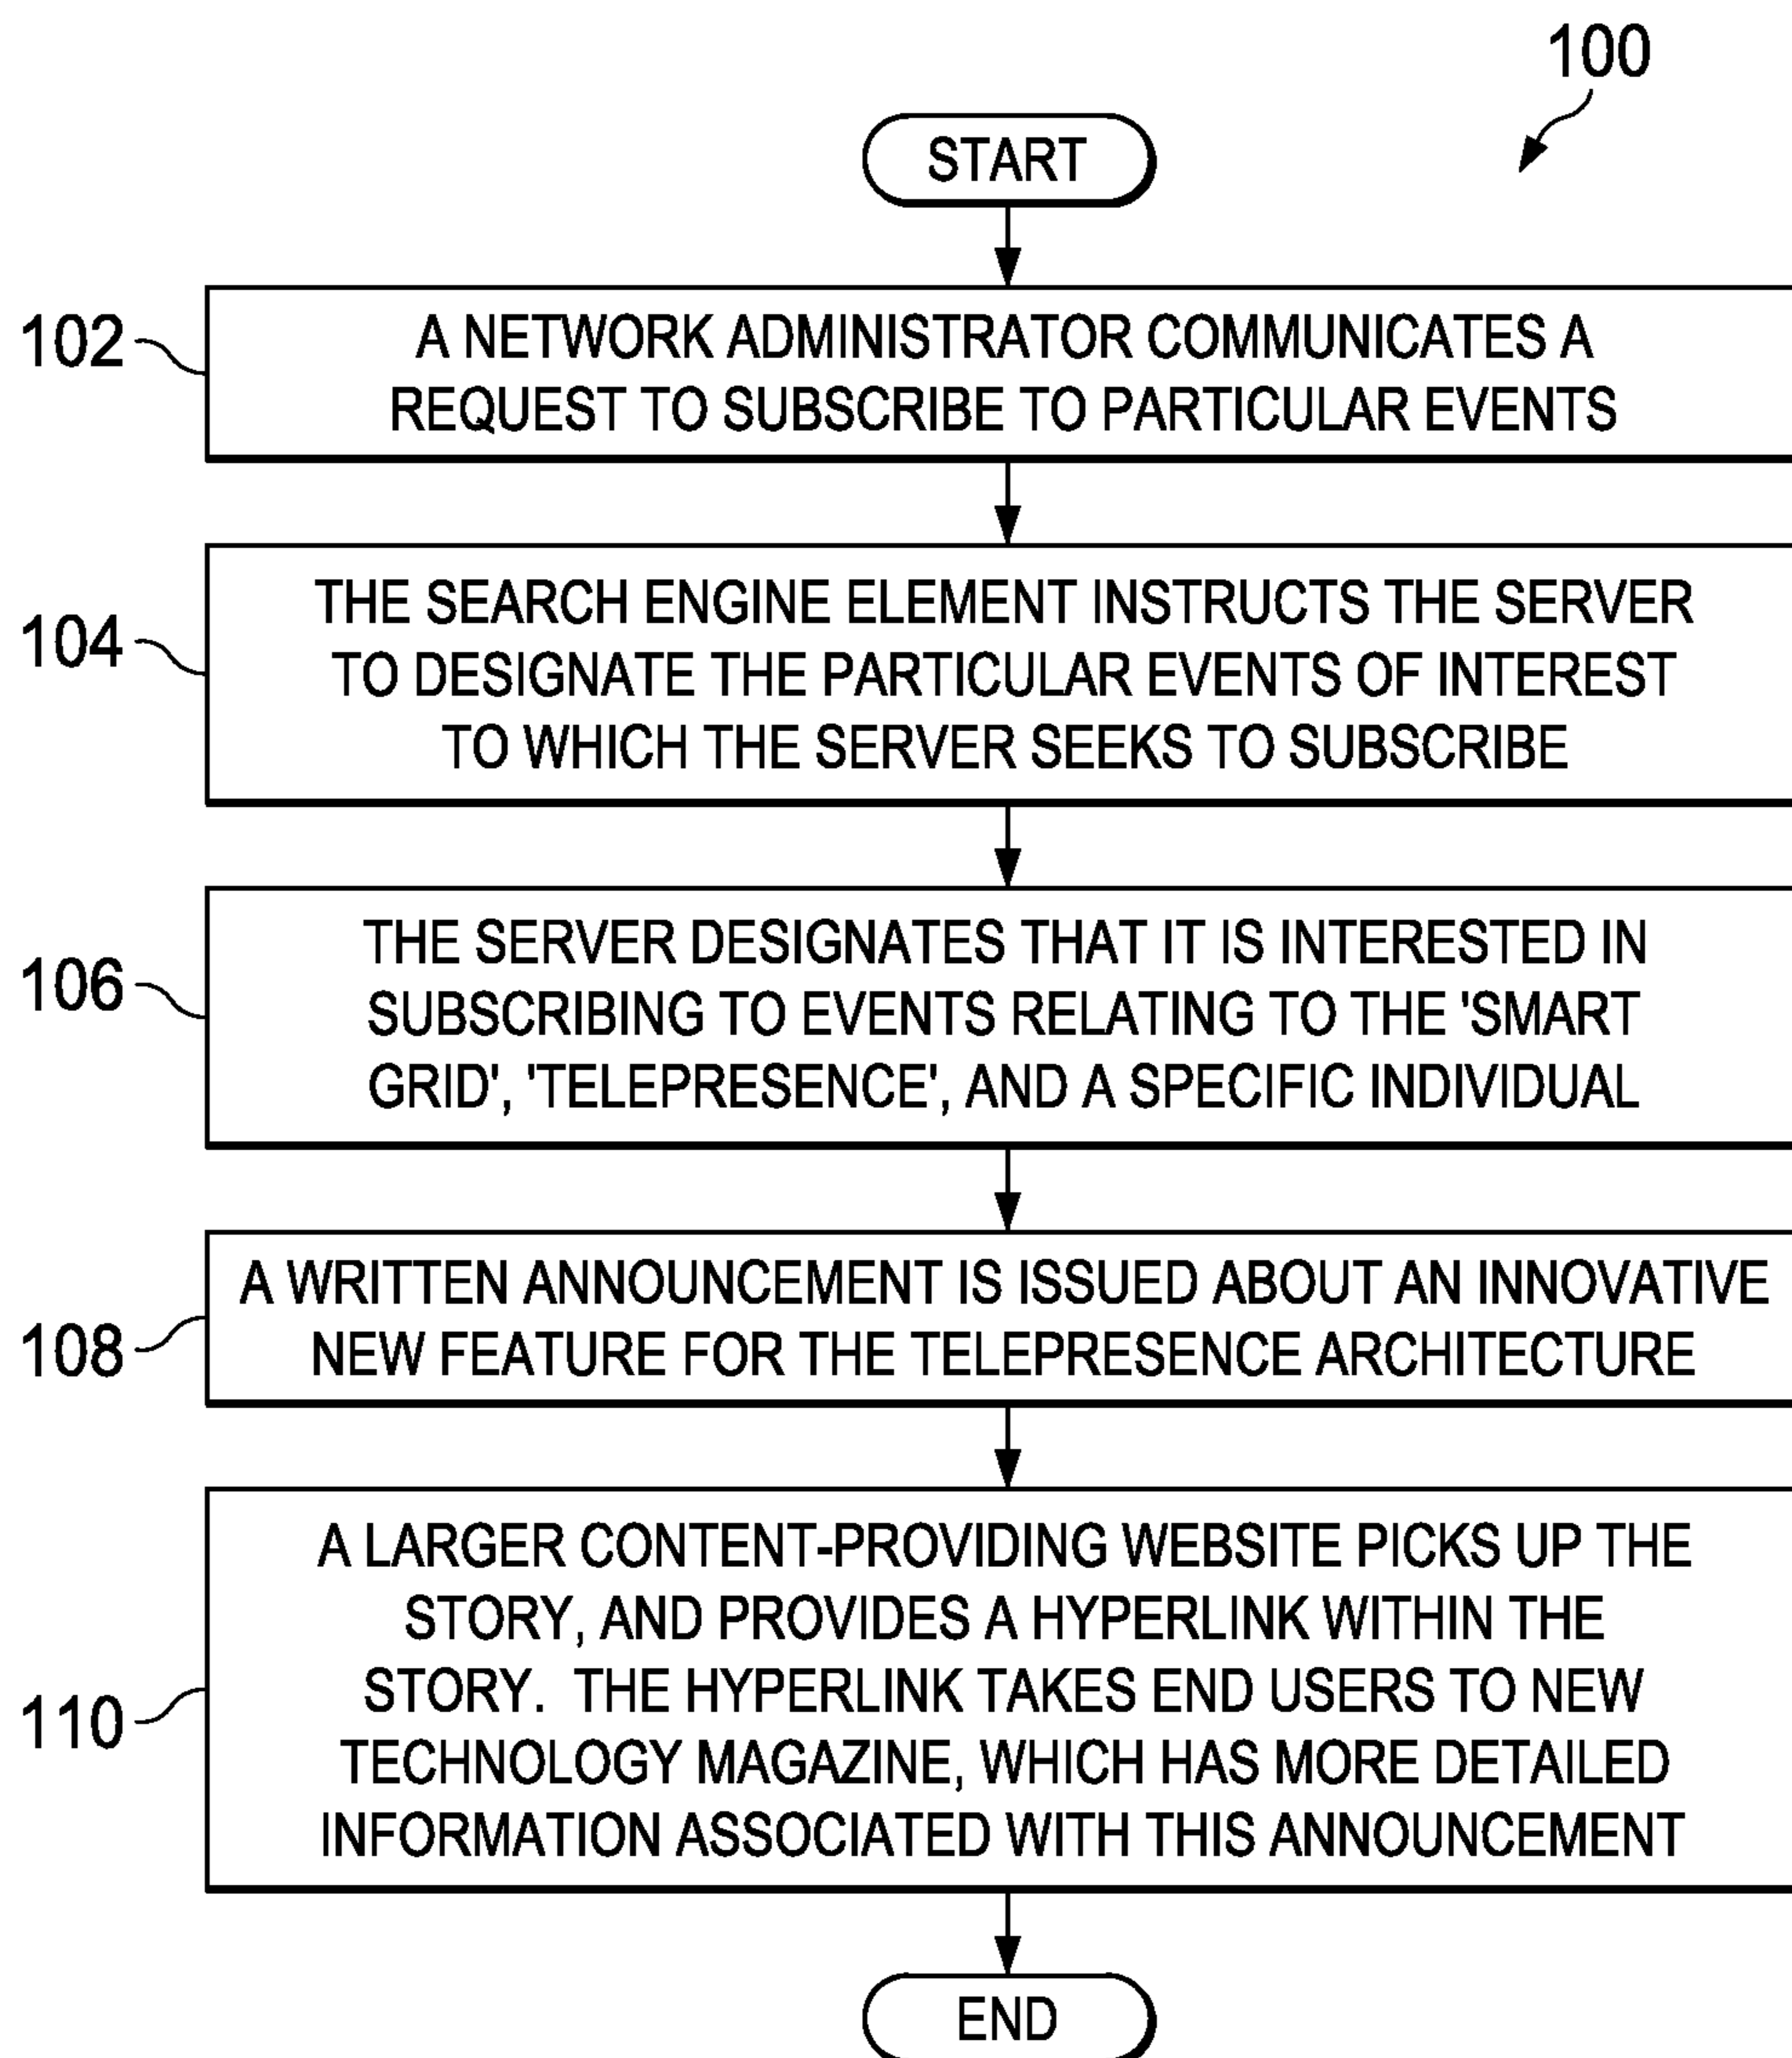 100
START
102
A NETWORK ADMINISTRATOR COMMUNICATES A
REQUEST TO SUBSCRIBE TO PARTICULAR EVENTS
104
THE SEARCH ENGINE ELEMENT INSTRUCTS THE SERVER
TO DESIGNATE THE PARTICULAR EVENTS OF INTEREST
TO WHICH THE SERVER SEEKS TO SUBSCRIBE
106
THE SERVER DESIGNATES THAT IT IS INTERESTED IN
SUBSCRIBING TO EVENTS RELATING TO THE 'SMART
GRID', 'TELEPRESENCE', AND A SPECIFIC INDIVIDUAL
108
A WRITTEN ANNOUNCEMENT IS ISSUED ABOUT AN INNOVATIVE
NEW FEATURE FOR THE TELEPRESENCE ARCHITECTURE
110
A LARGER CONTENT-PROVIDING WEBSITE PICKS UP THE
STORY, AND PROVIDES A HYPERLINK WITHIN THE
STORY. THE HYPERLINK TAKES END USERS TO NEW
TECHNOLOGY MAGAZINE, WHICH HAS MORE DETAILED
INFORMATION ASSOCIATED WITH THIS ANNOUNCEMENT
END